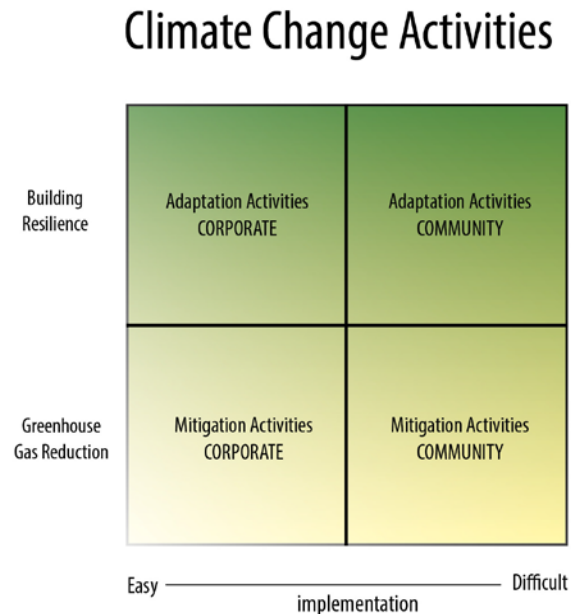 Climate Change Activities
Building
Resilience
Adaptation Activities
CORPORATE
Adaptation Activities
COMMUNITY
Greenhouse
Gas Reduction
Mitigation Activities
CORPORATE
Mitigation Activities
COMMUNITY
Easy
Difficult
implementation